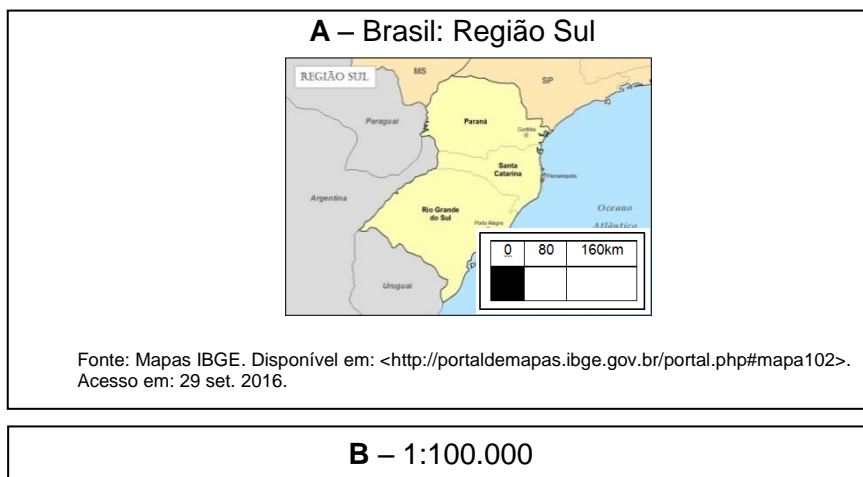 A – Brasil: Região Sul
REGIÃO SUL
MS
SP
Paraguai
Paraná
Curitiba
Santa
Catarina
Florianópolis
Argentina
Rio Grande
do Sul
Porto Alegre
Oceano
Atlântico
Uruguai
0 80 160km
Fonte: Mapas IBGE. Disponível em: <http://portaldemapas.ibge.gov.br/portal.php#mapa102>.
Acesso em: 29 set. 2016.
B – 1:100.000